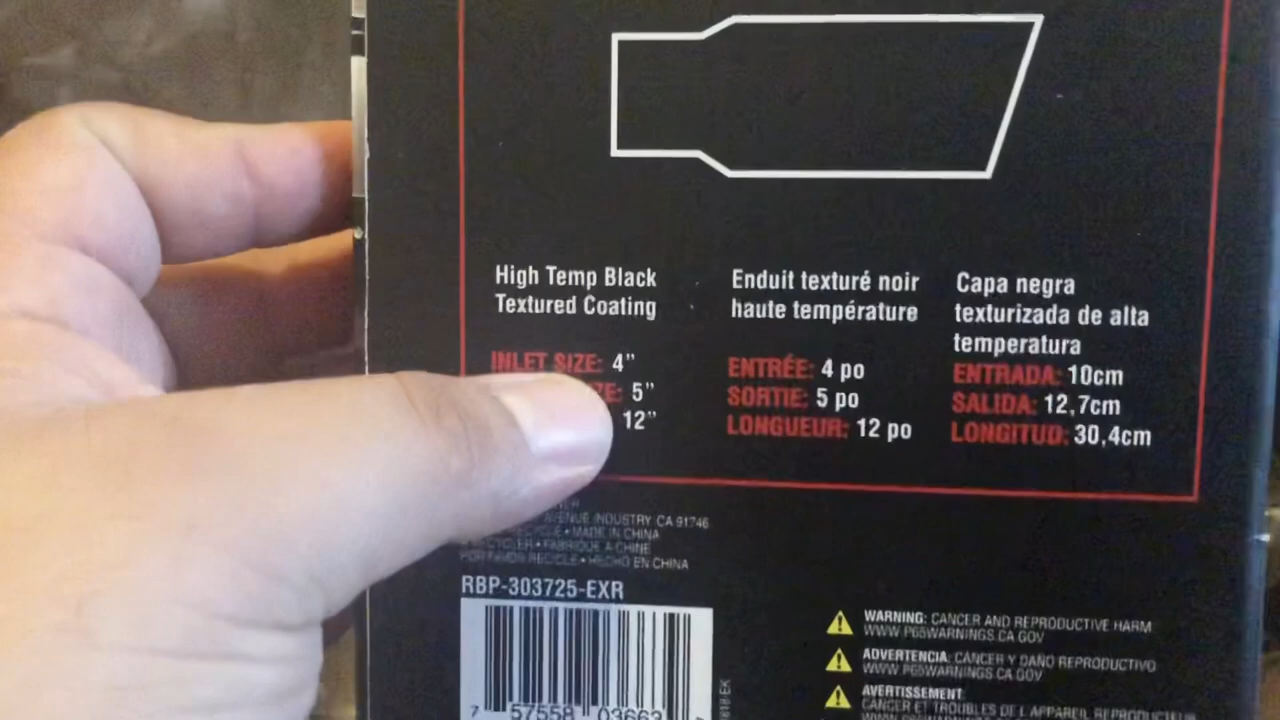 High Temp Black
Textured Coating
INLET SIZE: 4"
5"
12"
Enduit texturé noir
haute température
ENTRÉE: 4 po
SORTIE: 5 po
LONGUEUR: 12 po
Capa negra
texturizada de alta
temperatura
ENTRADA: 10cm
SALIDA: 12,7cm
LONGITUD: 30,4cm
AVENUE, INDUSTRY, CA 91746
• MADE IN CHINA
• FABRIQUÉ A CHINE
POR FAVOR RECICLE • HECHO EN CHINA
RBP-303725-EXR
7 57558 03663
WARNING: CANCER AND REPRODUCTIVE HARM
WWW.P65WARNINGS.CA.GOV
ADVERTENCIA: CÁNCER Y DAÑO REPRODUCTIVO
WWW.P65WARNINGS.CA.GOV
AVERTISSEMENT:
CANCER ET TROUBLES DE L'APPAREIL REPRODUCTEUR